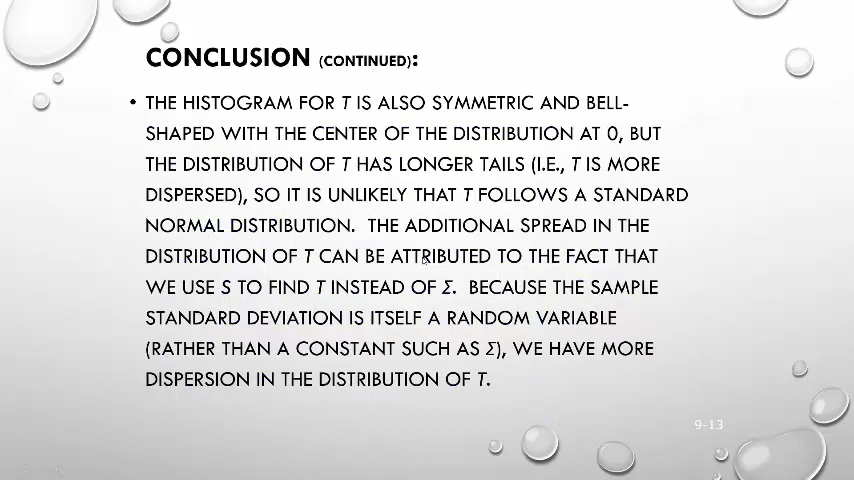 CONCLUSION (CONTINUED):
• THE HISTOGRAM FOR T IS ALSO SYMMETRIC AND BELL-
SHAPED WITH THE CENTER OF THE DISTRIBUTION AT 0, BUT
THE DISTRIBUTION OF T HAS LONGER TAILS (I.E., T IS MORE
DISPERSED), SO IT IS UNLIKELY THAT T FOLLOWS A STANDARD
NORMAL DISTRIBUTION. THE ADDITIONAL SPREAD IN THE
DISTRIBUTION OF T CAN BE ATTRIBUTED TO THE FACT THAT
WE USE S TO FIND T INSTEAD OF Σ. BECAUSE THE SAMPLE
STANDARD DEVIATION IS ITSELF A RANDOM VARIABLE
(RATHER THAN A CONSTANT SUCH AS Σ), WE HAVE MORE
DISPERSION IN THE DISTRIBUTION OF T.
9-13